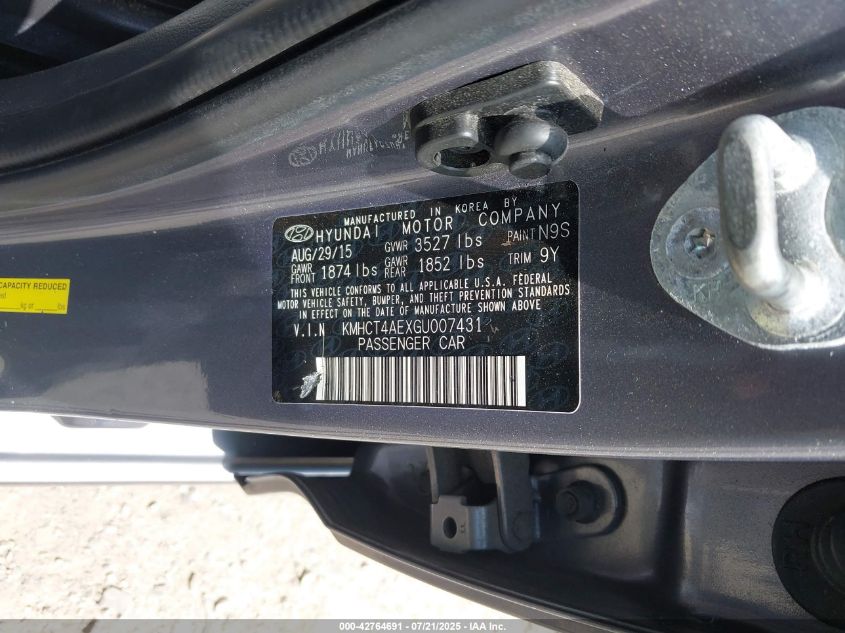 MANUFACTURED IN KOREA BY
HYUNDAI MOTOR COMPANY
AUG/29/15 GVWR 3527 lbs PAINT N9S
GAWR FRONT 1874 lbs GAWR REAR 1852 lbs TRIM 9Y
THIS VEHICLE CONFORMS TO ALL APPLICABLE U.S.A. FEDERAL
MOTOR VEHICLE SAFETY, BUMPER, AND THEFT PREVENTION STANDARDS
IN EFFECT ON THE DATE OF MANUFACTURE SHOWN ABOVE
V.I.N KMHCT4AEXGU007431
PASSENGER CAR
CAPACITY REDUCED
kg or lbs
000-42764691 - 07/21/2025 - IAA Inc.